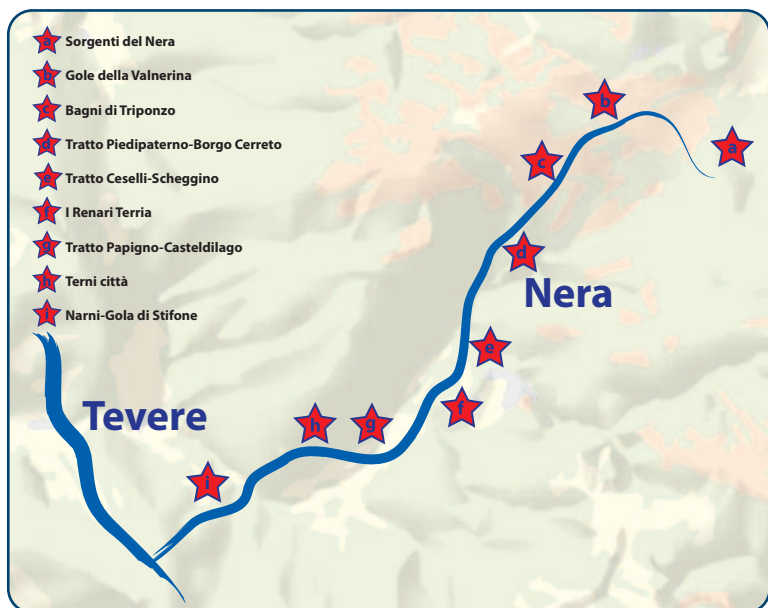 a Sorgenti del Nera
b Gole della Valnerina
c Bagni di Triponzo
d Tratto Piedipaterno-Borgo Cerreto
e Tratto Ceselli-Scheggino
f I Renari Terria
g Tratto Papigno-Casteldilago
h Terni città
i Narni-Gola di Stifone
b
a
c
d
Nera
e
f
Tevere
h
g
i